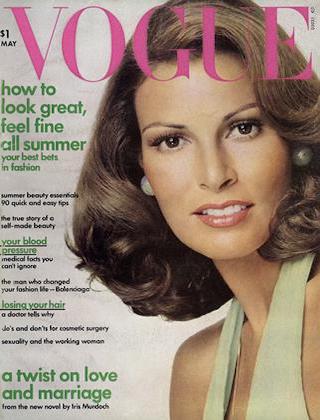 VOGUE
$1
MAY
how to
look great,
feel fine
all summer
your best bets
in fashion
summer beauty essentials
90 quick and easy tips
the true story of a
self-made beauty
your blood
pressure
medical facts you
can't ignore
the man who changed
your fashion life—Balenciaga
losing your hair
a doctor tells why
do's and don'ts for cosmetic surgery
sexuality and the working woman
a twist on love
and marriage
from the new novel by Iris Murdoch